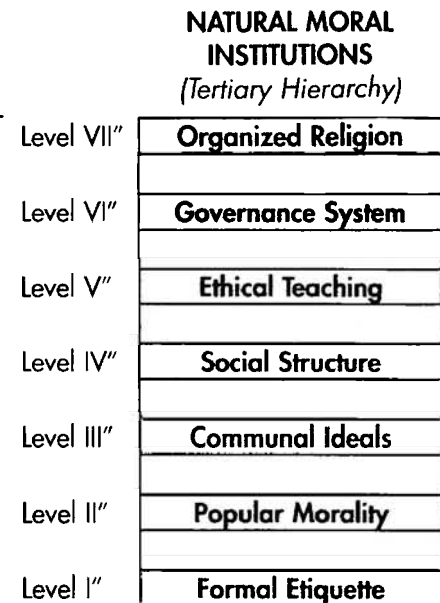 NATURAL MORAL
INSTITUTIONS
(Tertiary Hierarchy)
Level VII" Organized Religion
Level VI" Governance System
Level V" Ethical Teaching
Level IV" Social Structure
Level III" Communal Ideals
Level II" Popular Morality
Level I" Formal Etiquette